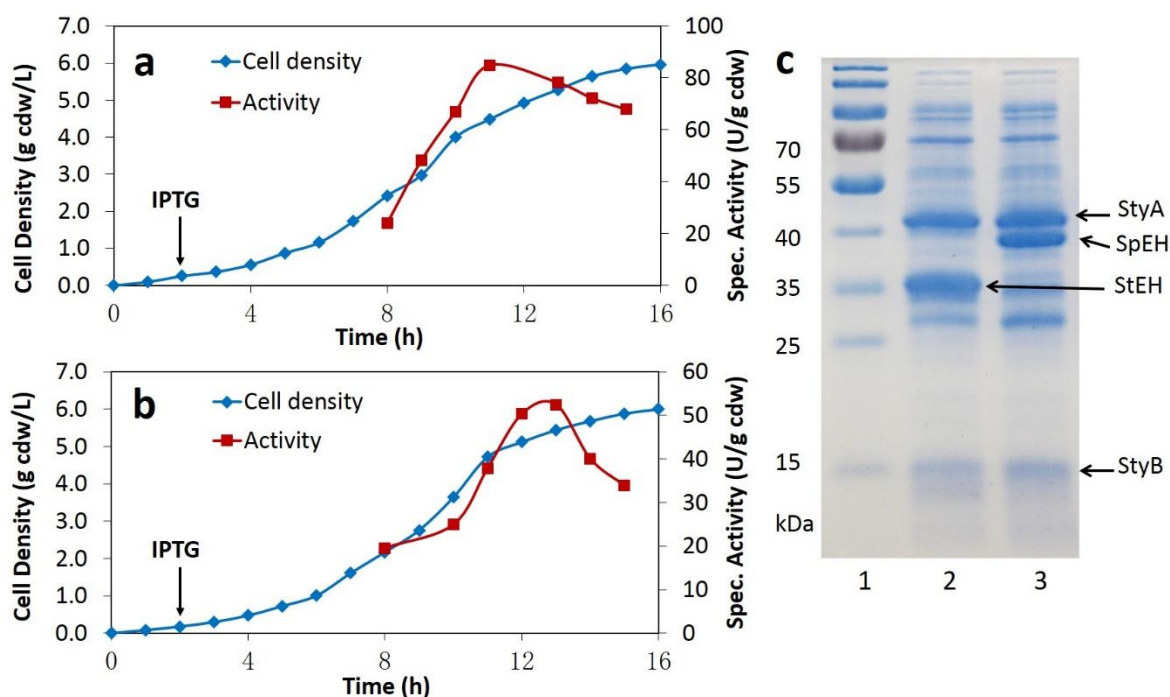 a
Cell density
Activity
IPTG
7.0
6.0
5.0
4.0
3.0
2.0
1.0
0.0
Cell Density (g cdw/L)
100
80
60
40
20
0
Spec. Activity (U/g cdw)
0 4 8 12 16
Time (h)
b
Cell density
Activity
IPTG
7.0
6.0
5.0
4.0
3.0
2.0
1.0
0.0
Cell Density (g cdw/L)
60
50
40
30
20
10
0
Spec. Activity (U/g cdw)
0 4 8 12 16
Time (h)
c
70
55
40
35
25
15
kDa
StyA
SpEH
StEH
StyB
1 2 3